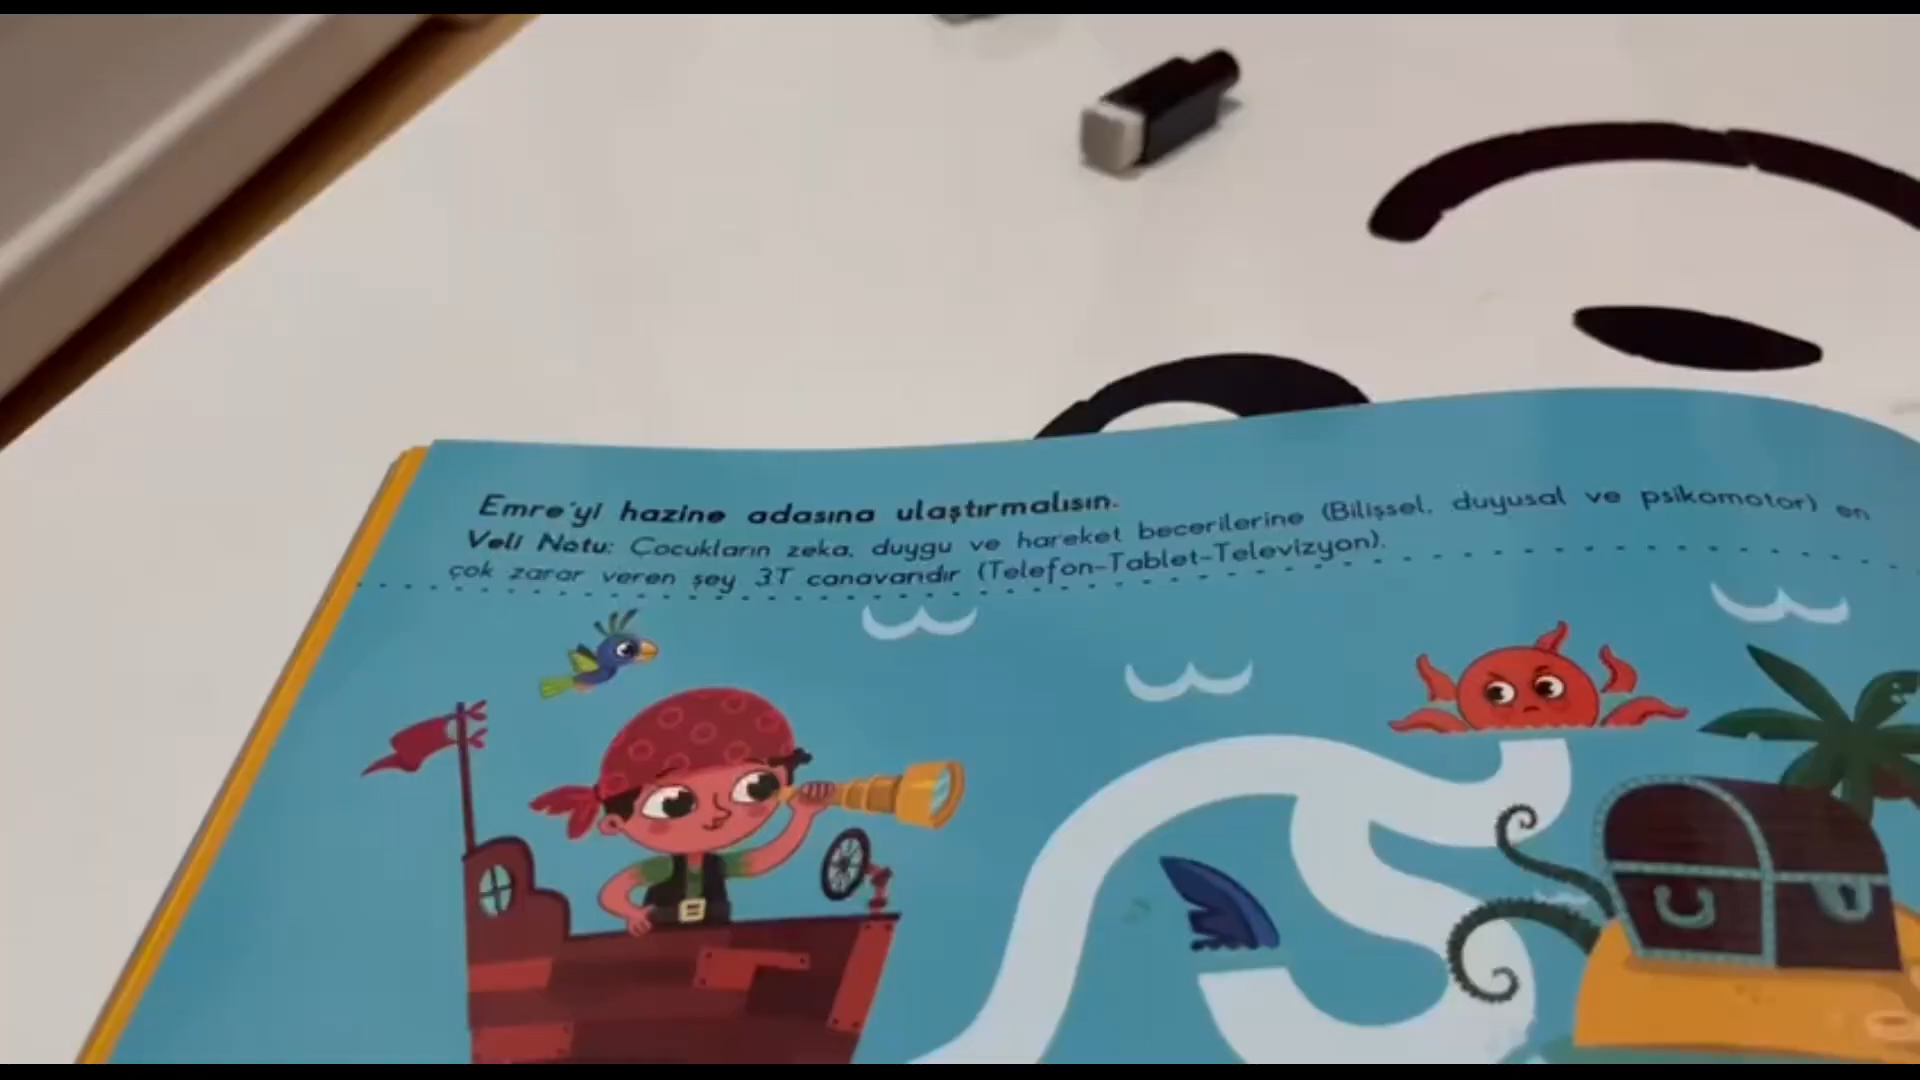 Emre'yi hazine adasına ulaştırmalısın.
Veli Notu: Çocukların zeka, duygu ve hareket becerilerine (Bilişsel, duyusal ve psikomotor) en
çok zarar veren şey 3T canavarıdır (Telefon-Tablet-Televizyon).